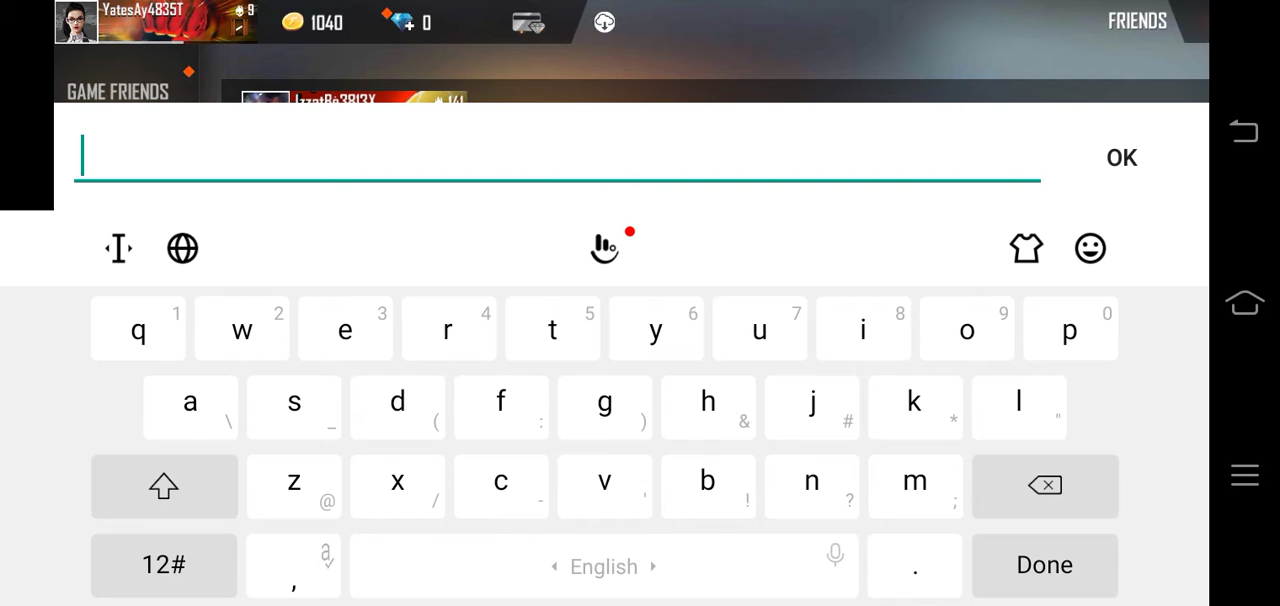 YatesAy4835T 9 1040 0 FRIENDS
GAME FRIENDS
OK
q 1 w 2 e 3 r 4 t 5 y 6 u 7 i 8 o 9 p 0
a \ s _ d ( f : g ) h & j # k * l "
z @ x / c - v ' b ! n ? m ;
12# , a English . Done